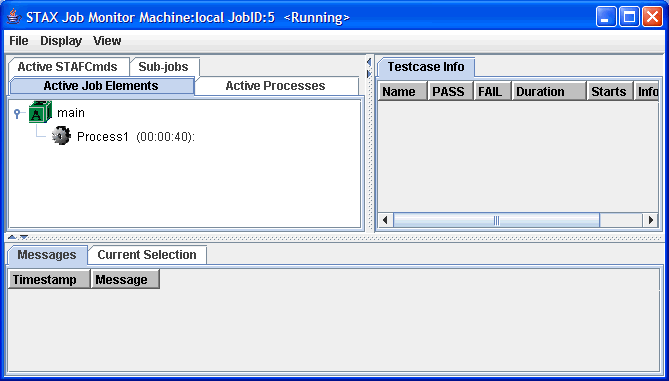 STAX Job Monitor Machine:local JobID:5 <Running>
File Display View
Active STAFCmds Sub-jobs
Active Job Elements Active Processes
main
Process1 (00:00:40):
Testcase Info
Name PASS FAIL Duration Starts Info
Messages Current Selection
Timestamp Message